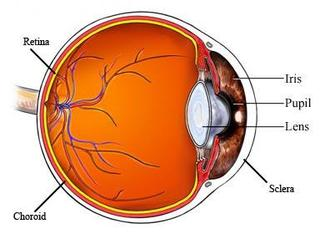 Retina
Iris
Pupil
Lens
Sclera
Choroid